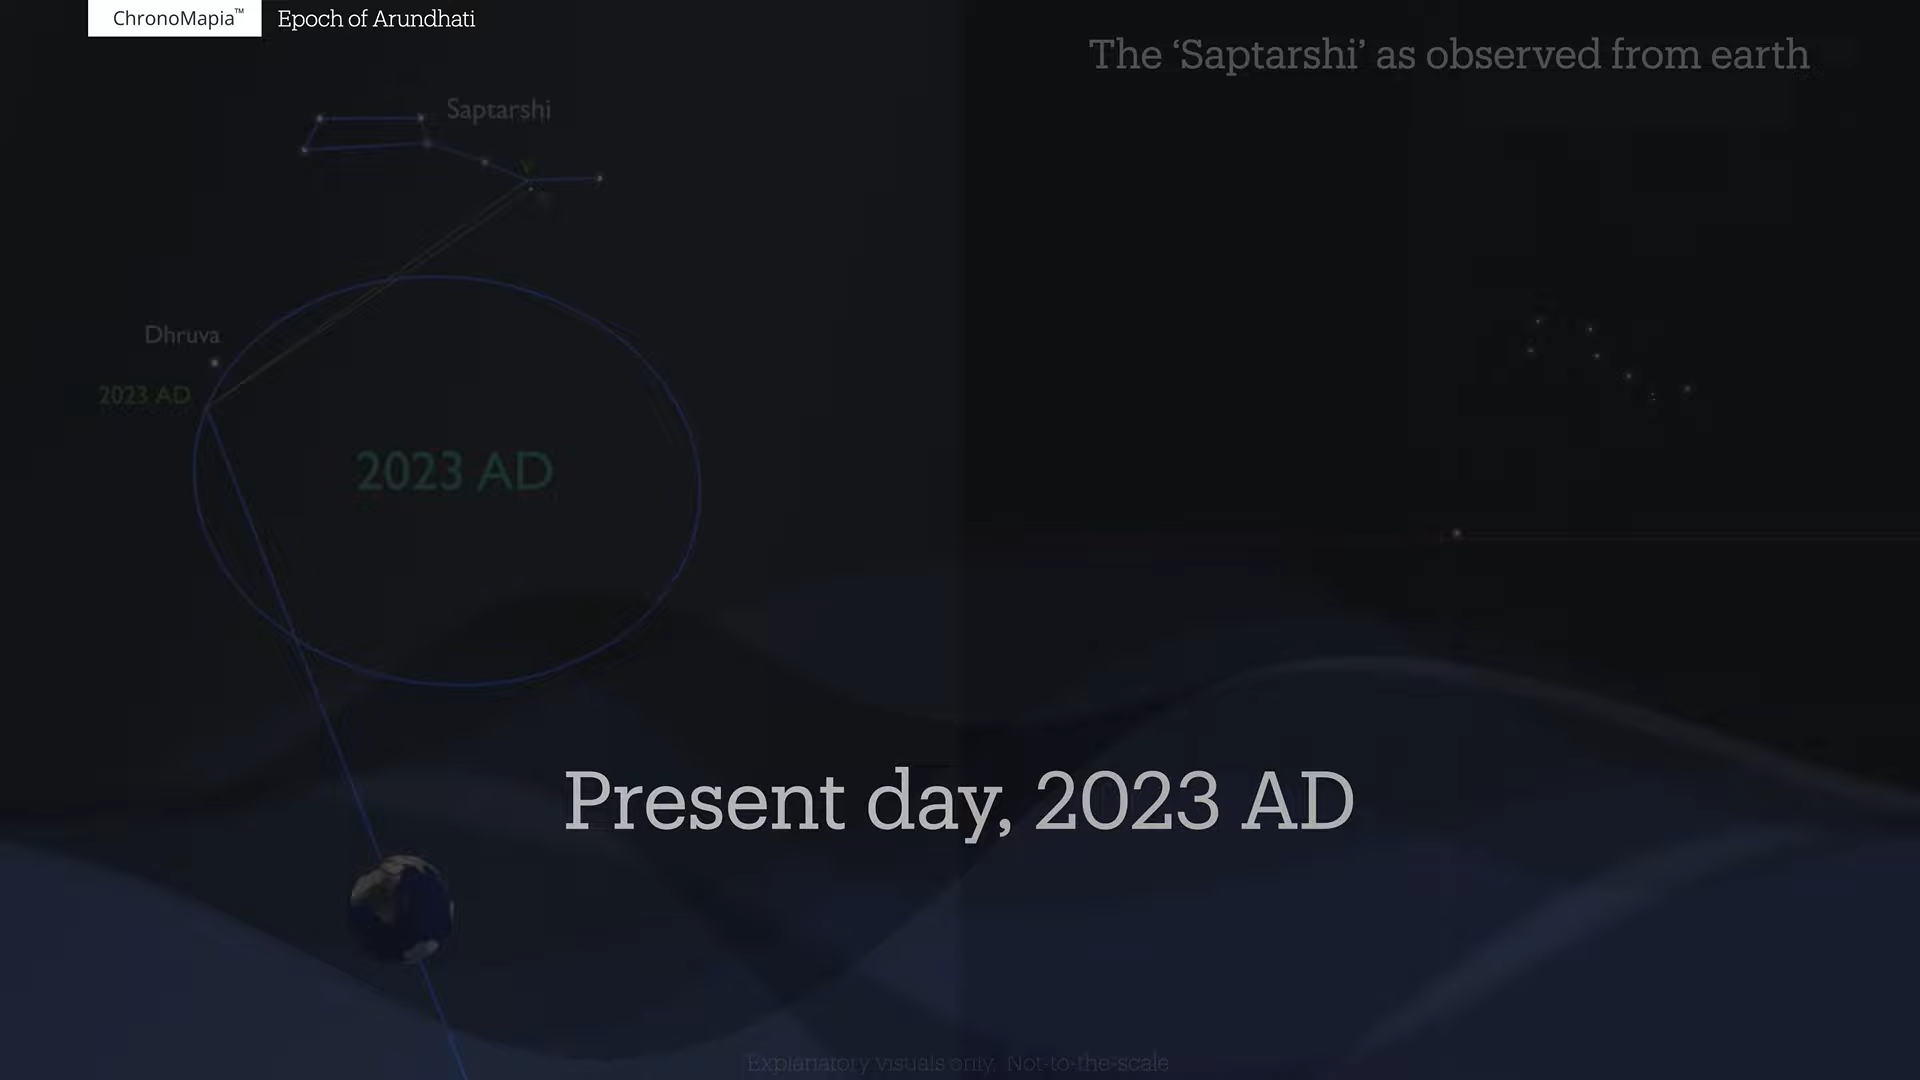 ChronoMapia™ Epoch of Arundhati
The ‘Saptarshi’ as observed from earth
Saptarshi
V
Dhruva
2023 AD
2023 AD
Present day, 2023 AD
Explanatory visuals only. Not-to-the-scale